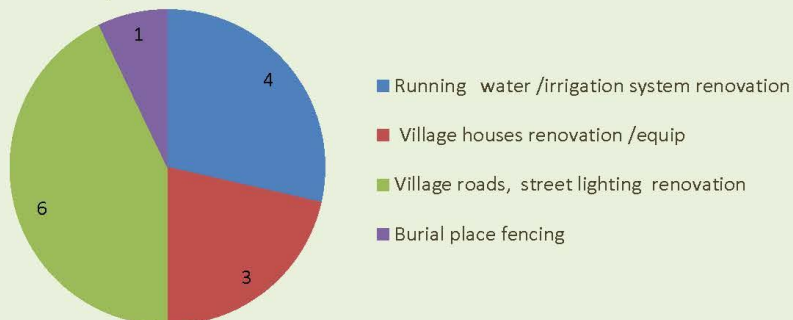 1
4
6
3
Running water /irrigation system renovation
Village houses renovation /equip
Village roads, street lighting renovation
Burial place fencing